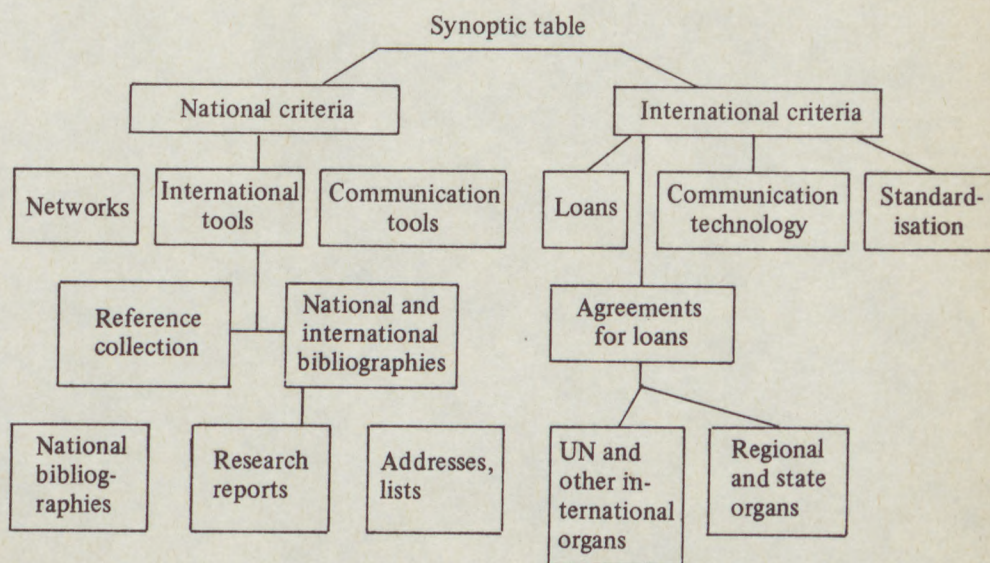 Synoptic table
National criteria
International criteria
Networks
International
tools
Communication
tools
Loans
Communication
technology
Standard-
isation
Reference
collection
National and
international
bibliographies
Agreements
for loans
National
bibliog-
raphies
Research
reports
Addresses,
lists
UN and
other in-
ternational
organs
Regional
and state
organs